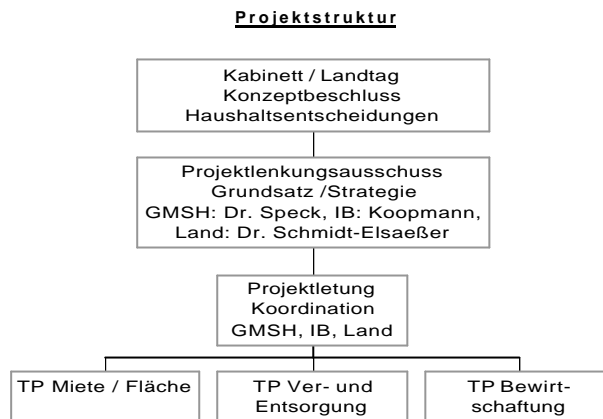 Projektstruktur
Kabinett / Landtag
Konzeptbeschluss
Haushaltsentscheidungen
Projektlenkungsausschuss
Grundsatz /Strategie
GMSH: Dr. Speck, IB: Koopmann,
Land: Dr. Schmidt-Elsaeßer
Projektletung
Koordination
GMSH, IB, Land
TP Miete / Fläche
TP Ver- und
Entsorgung
TP Bewirt-
schaftung